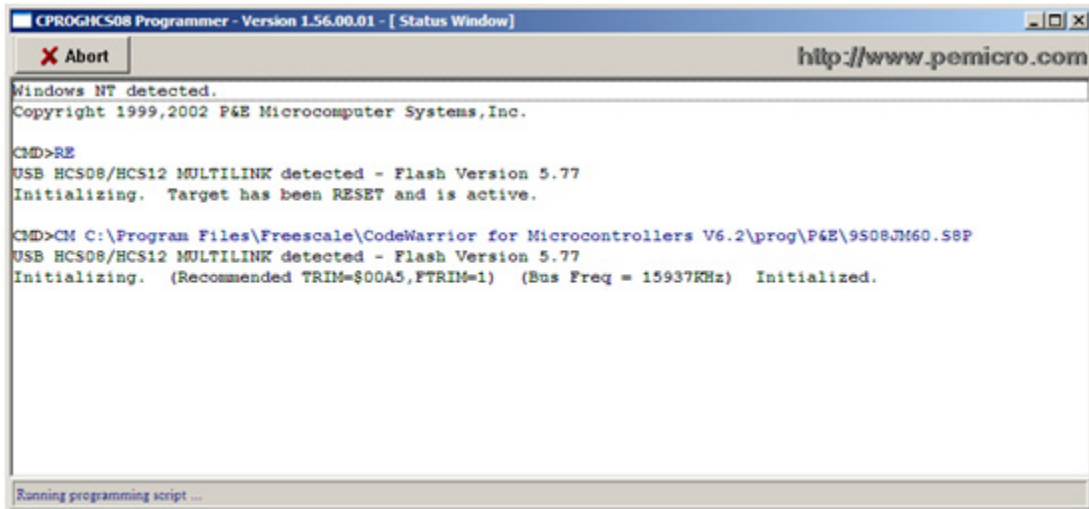 CPROGHCS08 Programmer - Version 1.56.00.01 - [ Status Window]
Abort
http://www.pemicro.com
Windows NT detected.
Copyright 1999,2002 P&E Microcomputer Systems,Inc.
CMD>RE
USB HCS08/HCS12 MULTILINK detected - Flash Version 5.77
Initializing.  Target has been RESET and is active.
CMD>CM C:\Program Files\Freescale\CodeWarrior for Microcontrollers V6.2\prog\P&E\9S08JM60.S8P
USB HCS08/HCS12 MULTILINK detected - Flash Version 5.77
Initializing.  (Recommended TRIM=$00A5,FTRIM=1)  (Bus Freq = 15937KHz)  Initialized.
Running programming script ...